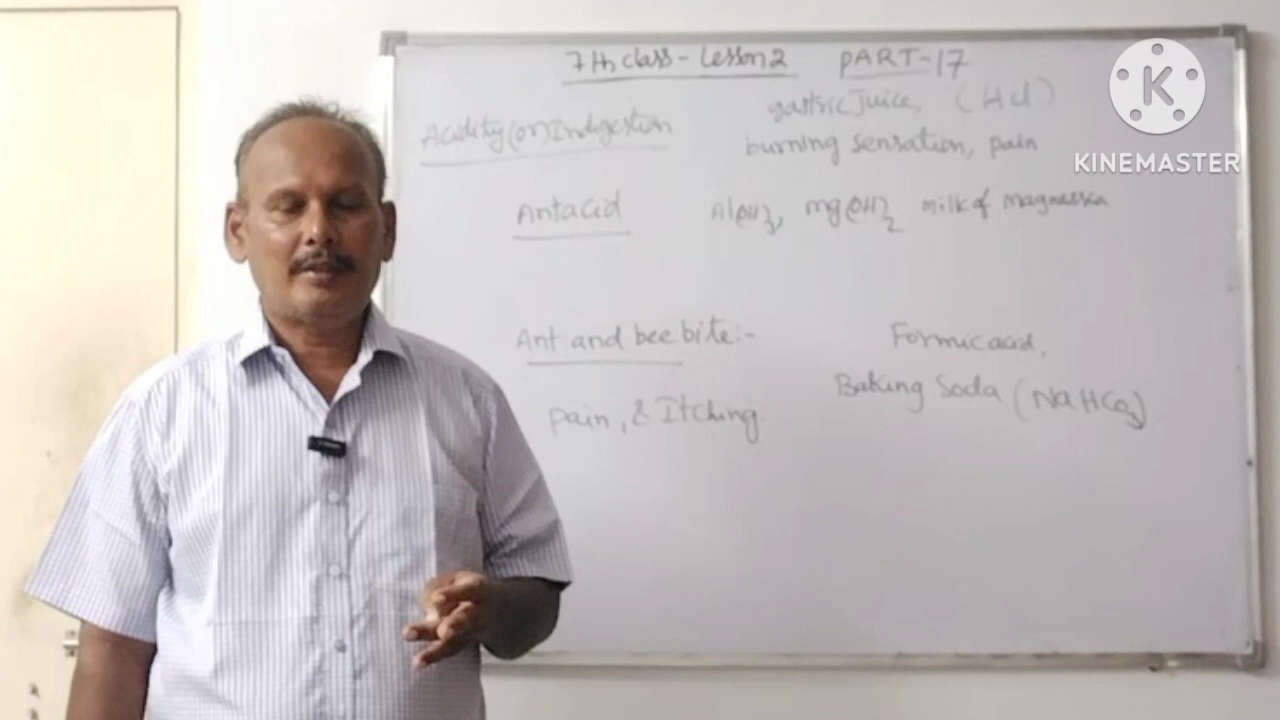 7th class - Lesson 2 PART-17
Acidity (or) Indigestion
gastric Juice, (HCl)
burning sensation, pain
Antacid
Al(OH)3, Mg(OH)2 milk of magnessia
Ant and bee bite:-
Formic acid,
Baking Soda (NaHCO3)
pain, & Itching.
K
KINEMASTER